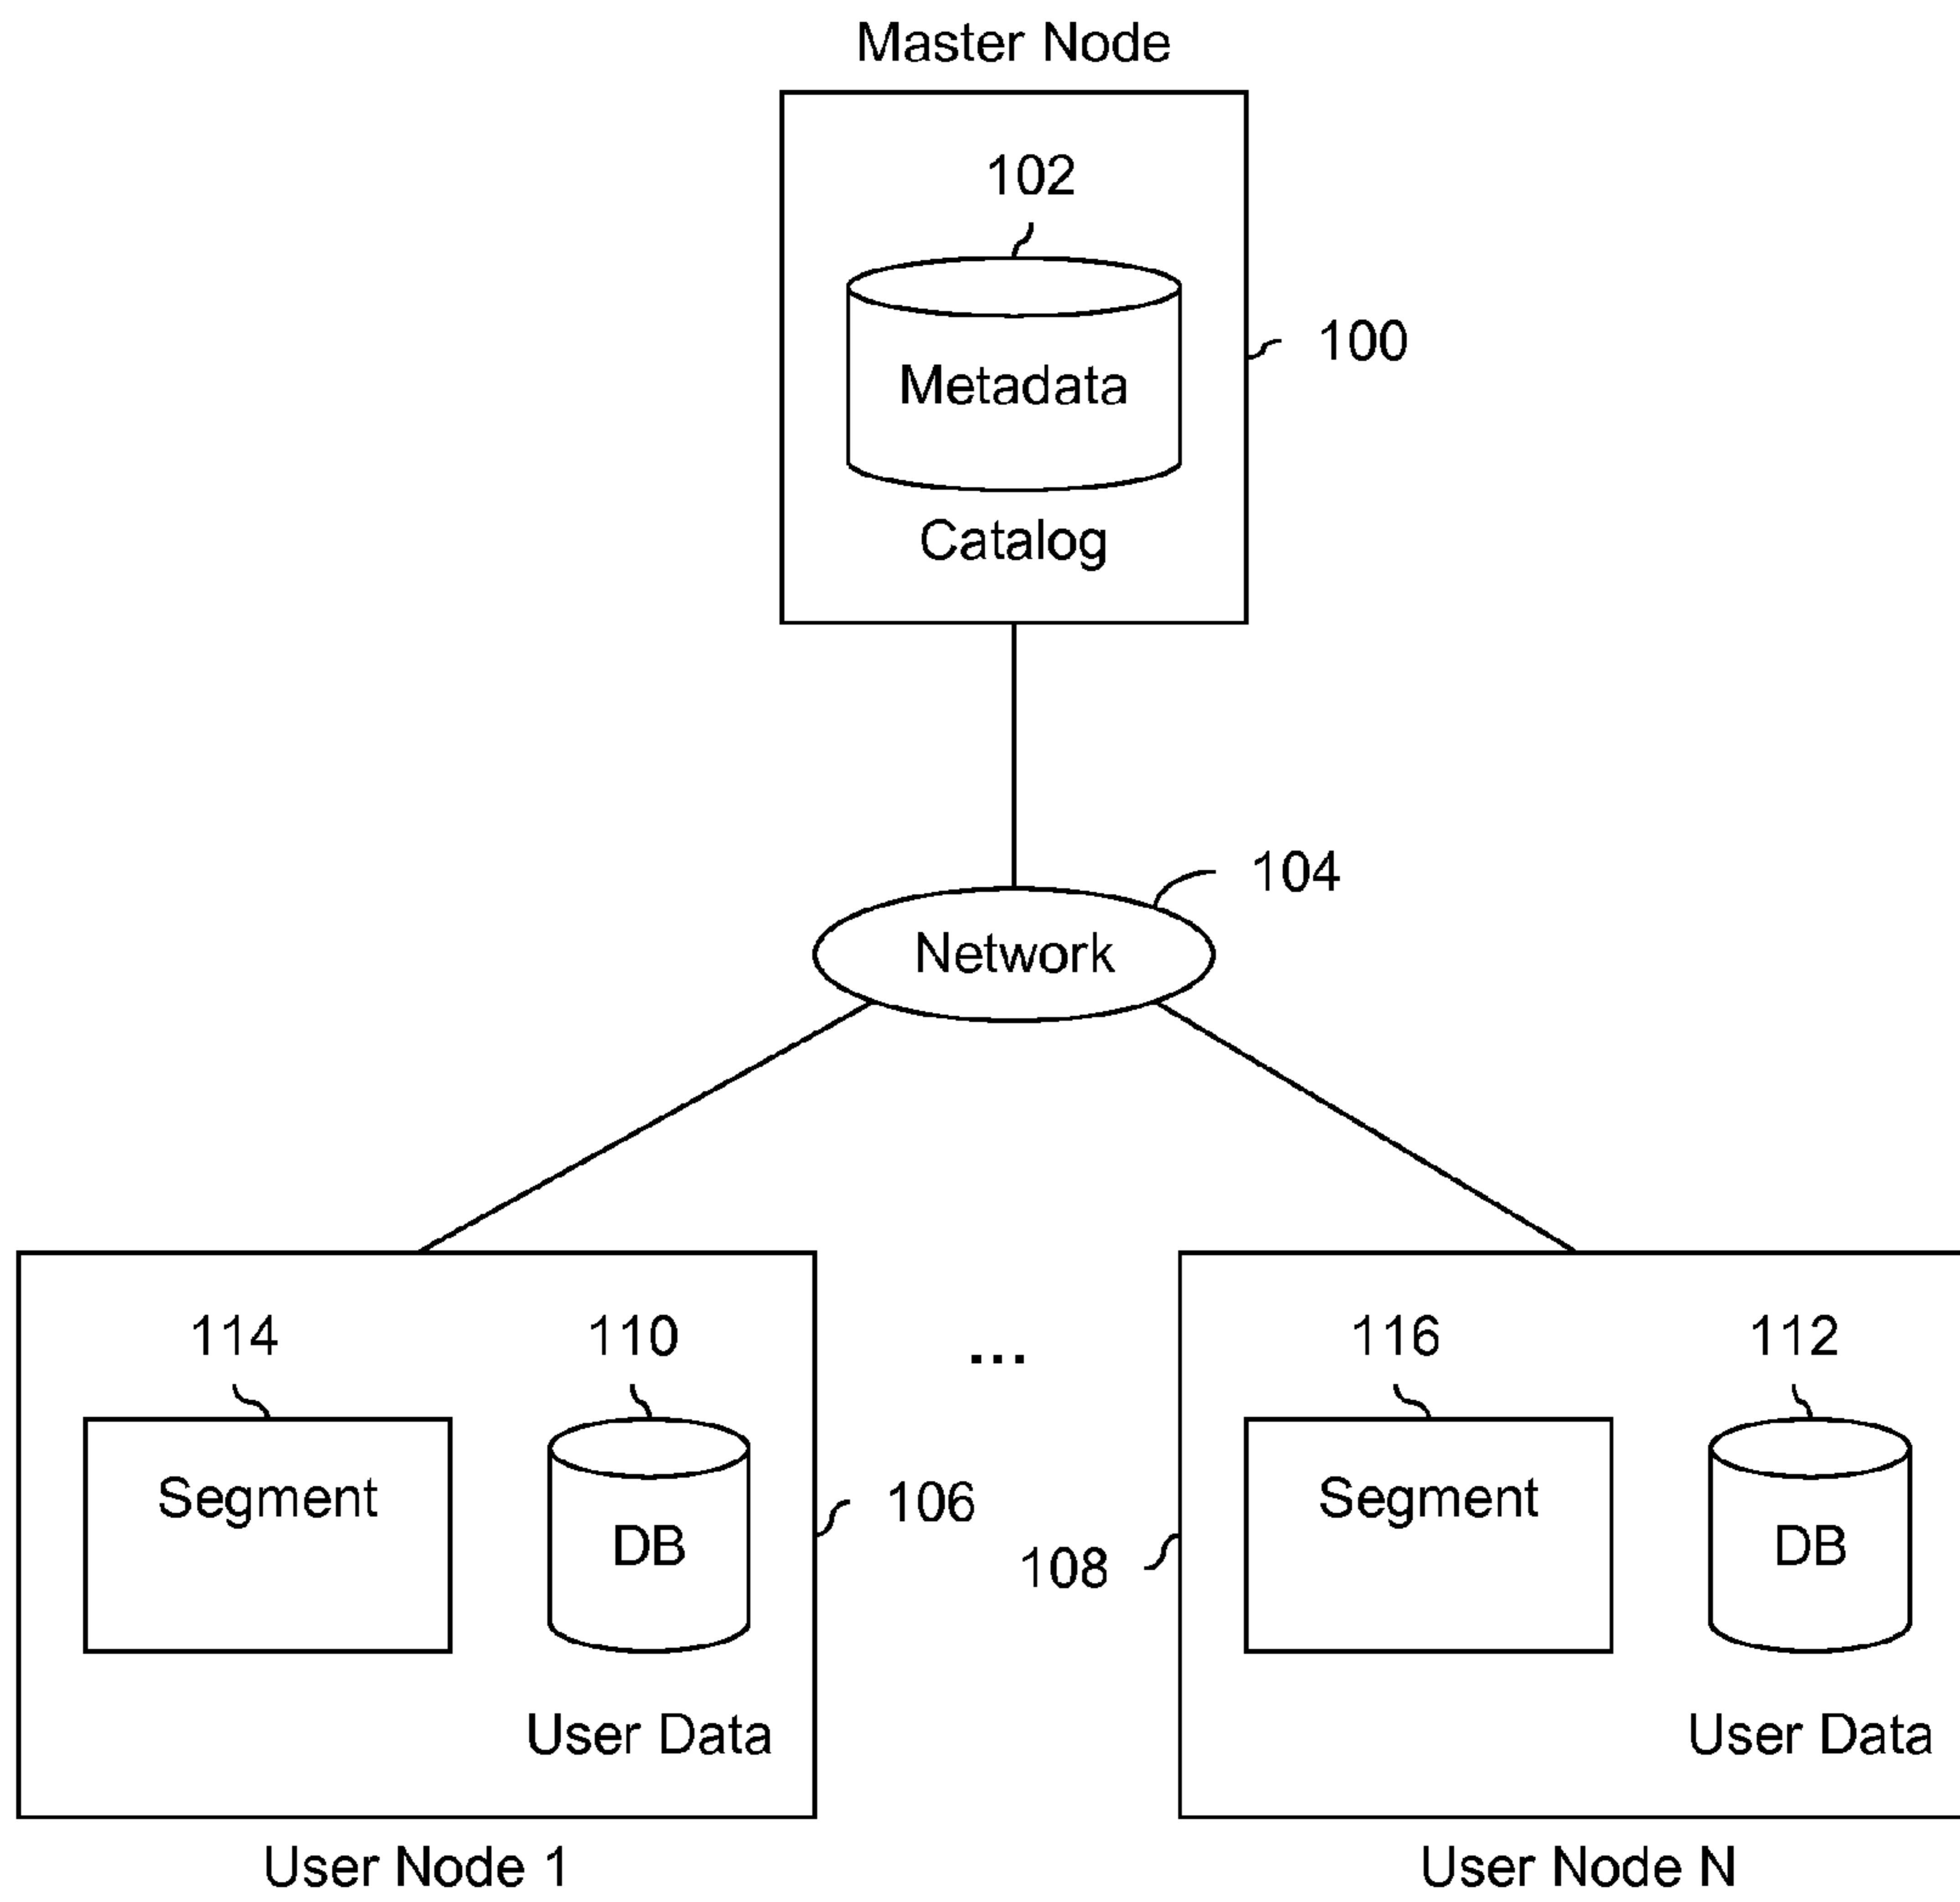 Master Node
102
100
Metadata
Catalog
104
Network
114
110
...
116
112
Segment
DB
106
108
Segment
DB
User Data
User Data
User Node 1
User Node N